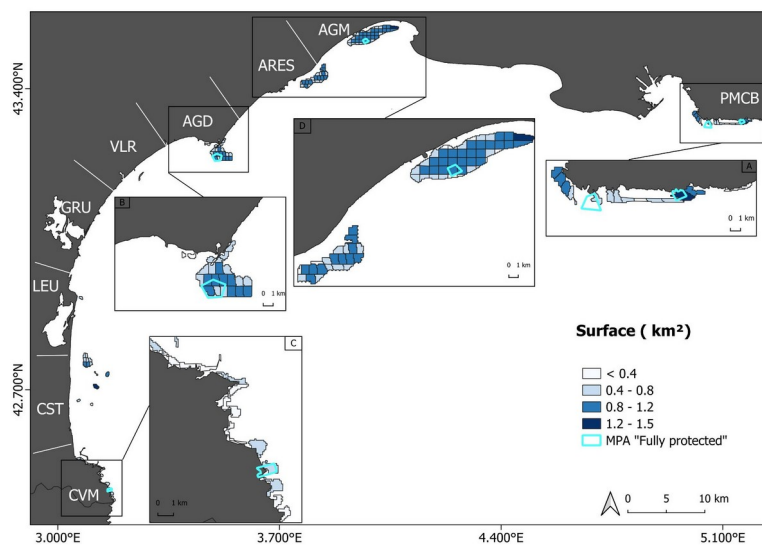 AGM
ARES
PMCB
AGD
VLR
GRU
LEU
CST
CVM
43.400°N
42.700°N
D
0 1 km
A
0 1 km
B
0 1 km
C
0 1 km
Surface ( km²)
< 0.4
0.4 - 0.8
0.8 - 1.2
1.2 - 1.5
MPA "Fully protected"
0 5 10 km
3.000°E
3.700°E
4.400°E
5.100°E